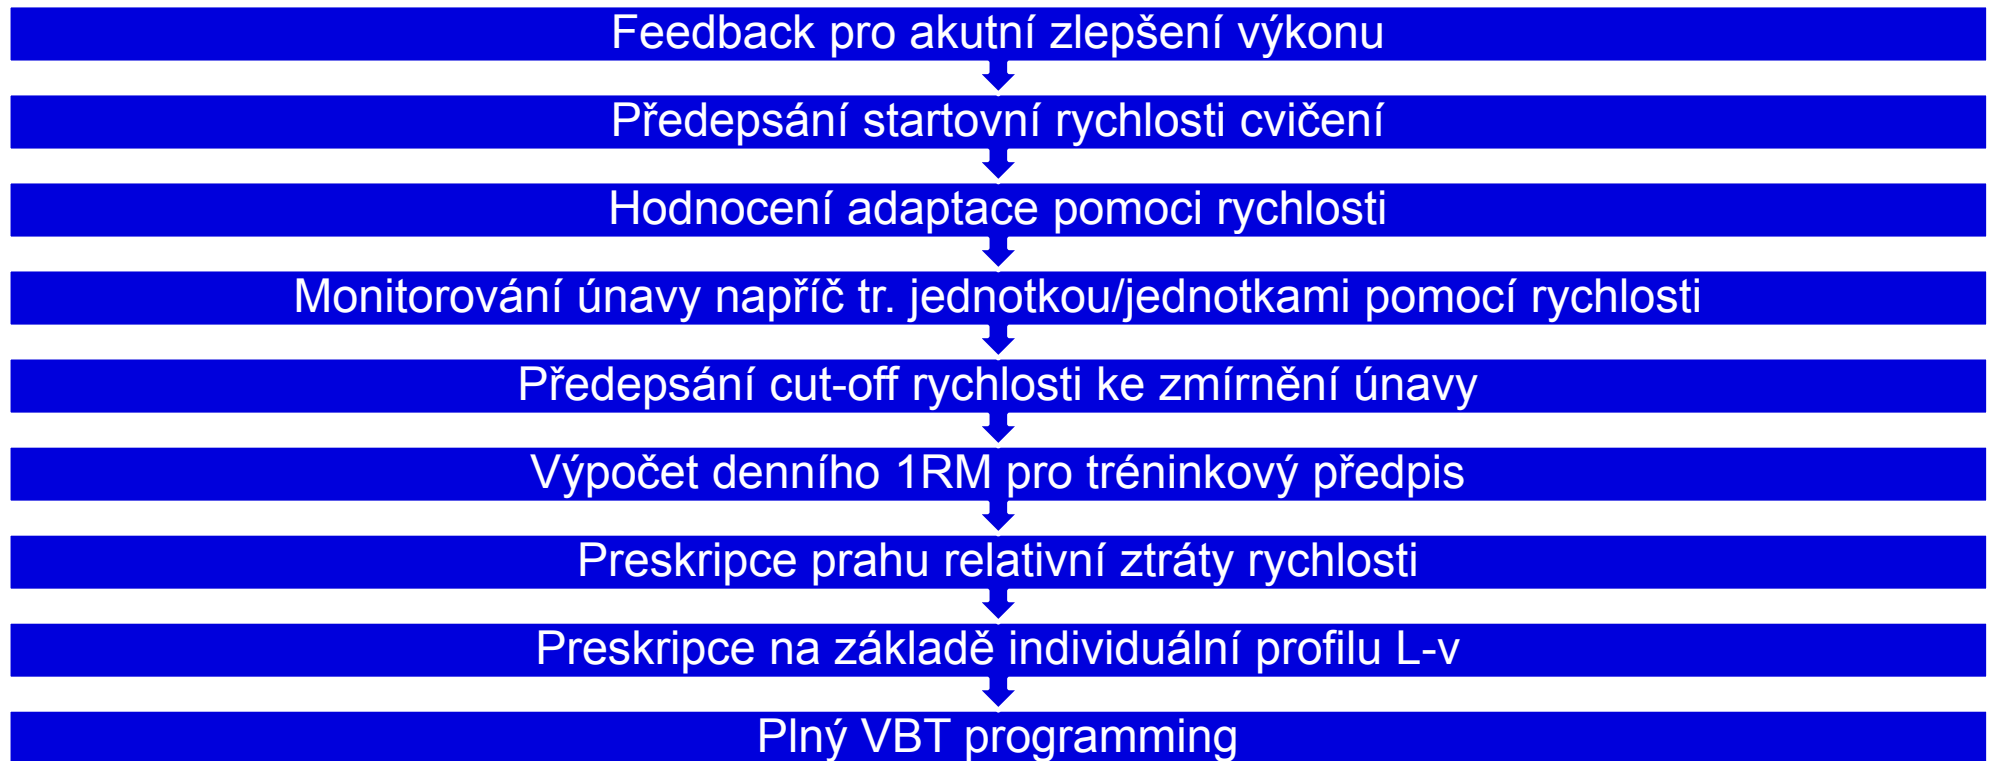 Feedback pro akutní zlepšení výkonu
Předepsání startovní rychlosti cvičení
Hodnocení adaptace pomoci rychlosti
Monitorování únavy napříč tr. jednotkou/jednotkami pomocí rychlosti
Předepsání cut-off rychlosti ke zmírnění únavy
Výpočet denního 1RM pro tréninkový předpis
Preskripce prahu relativní ztráty rychlosti
Preskripce na základě individuální profilu L-v
Plný VBT programming